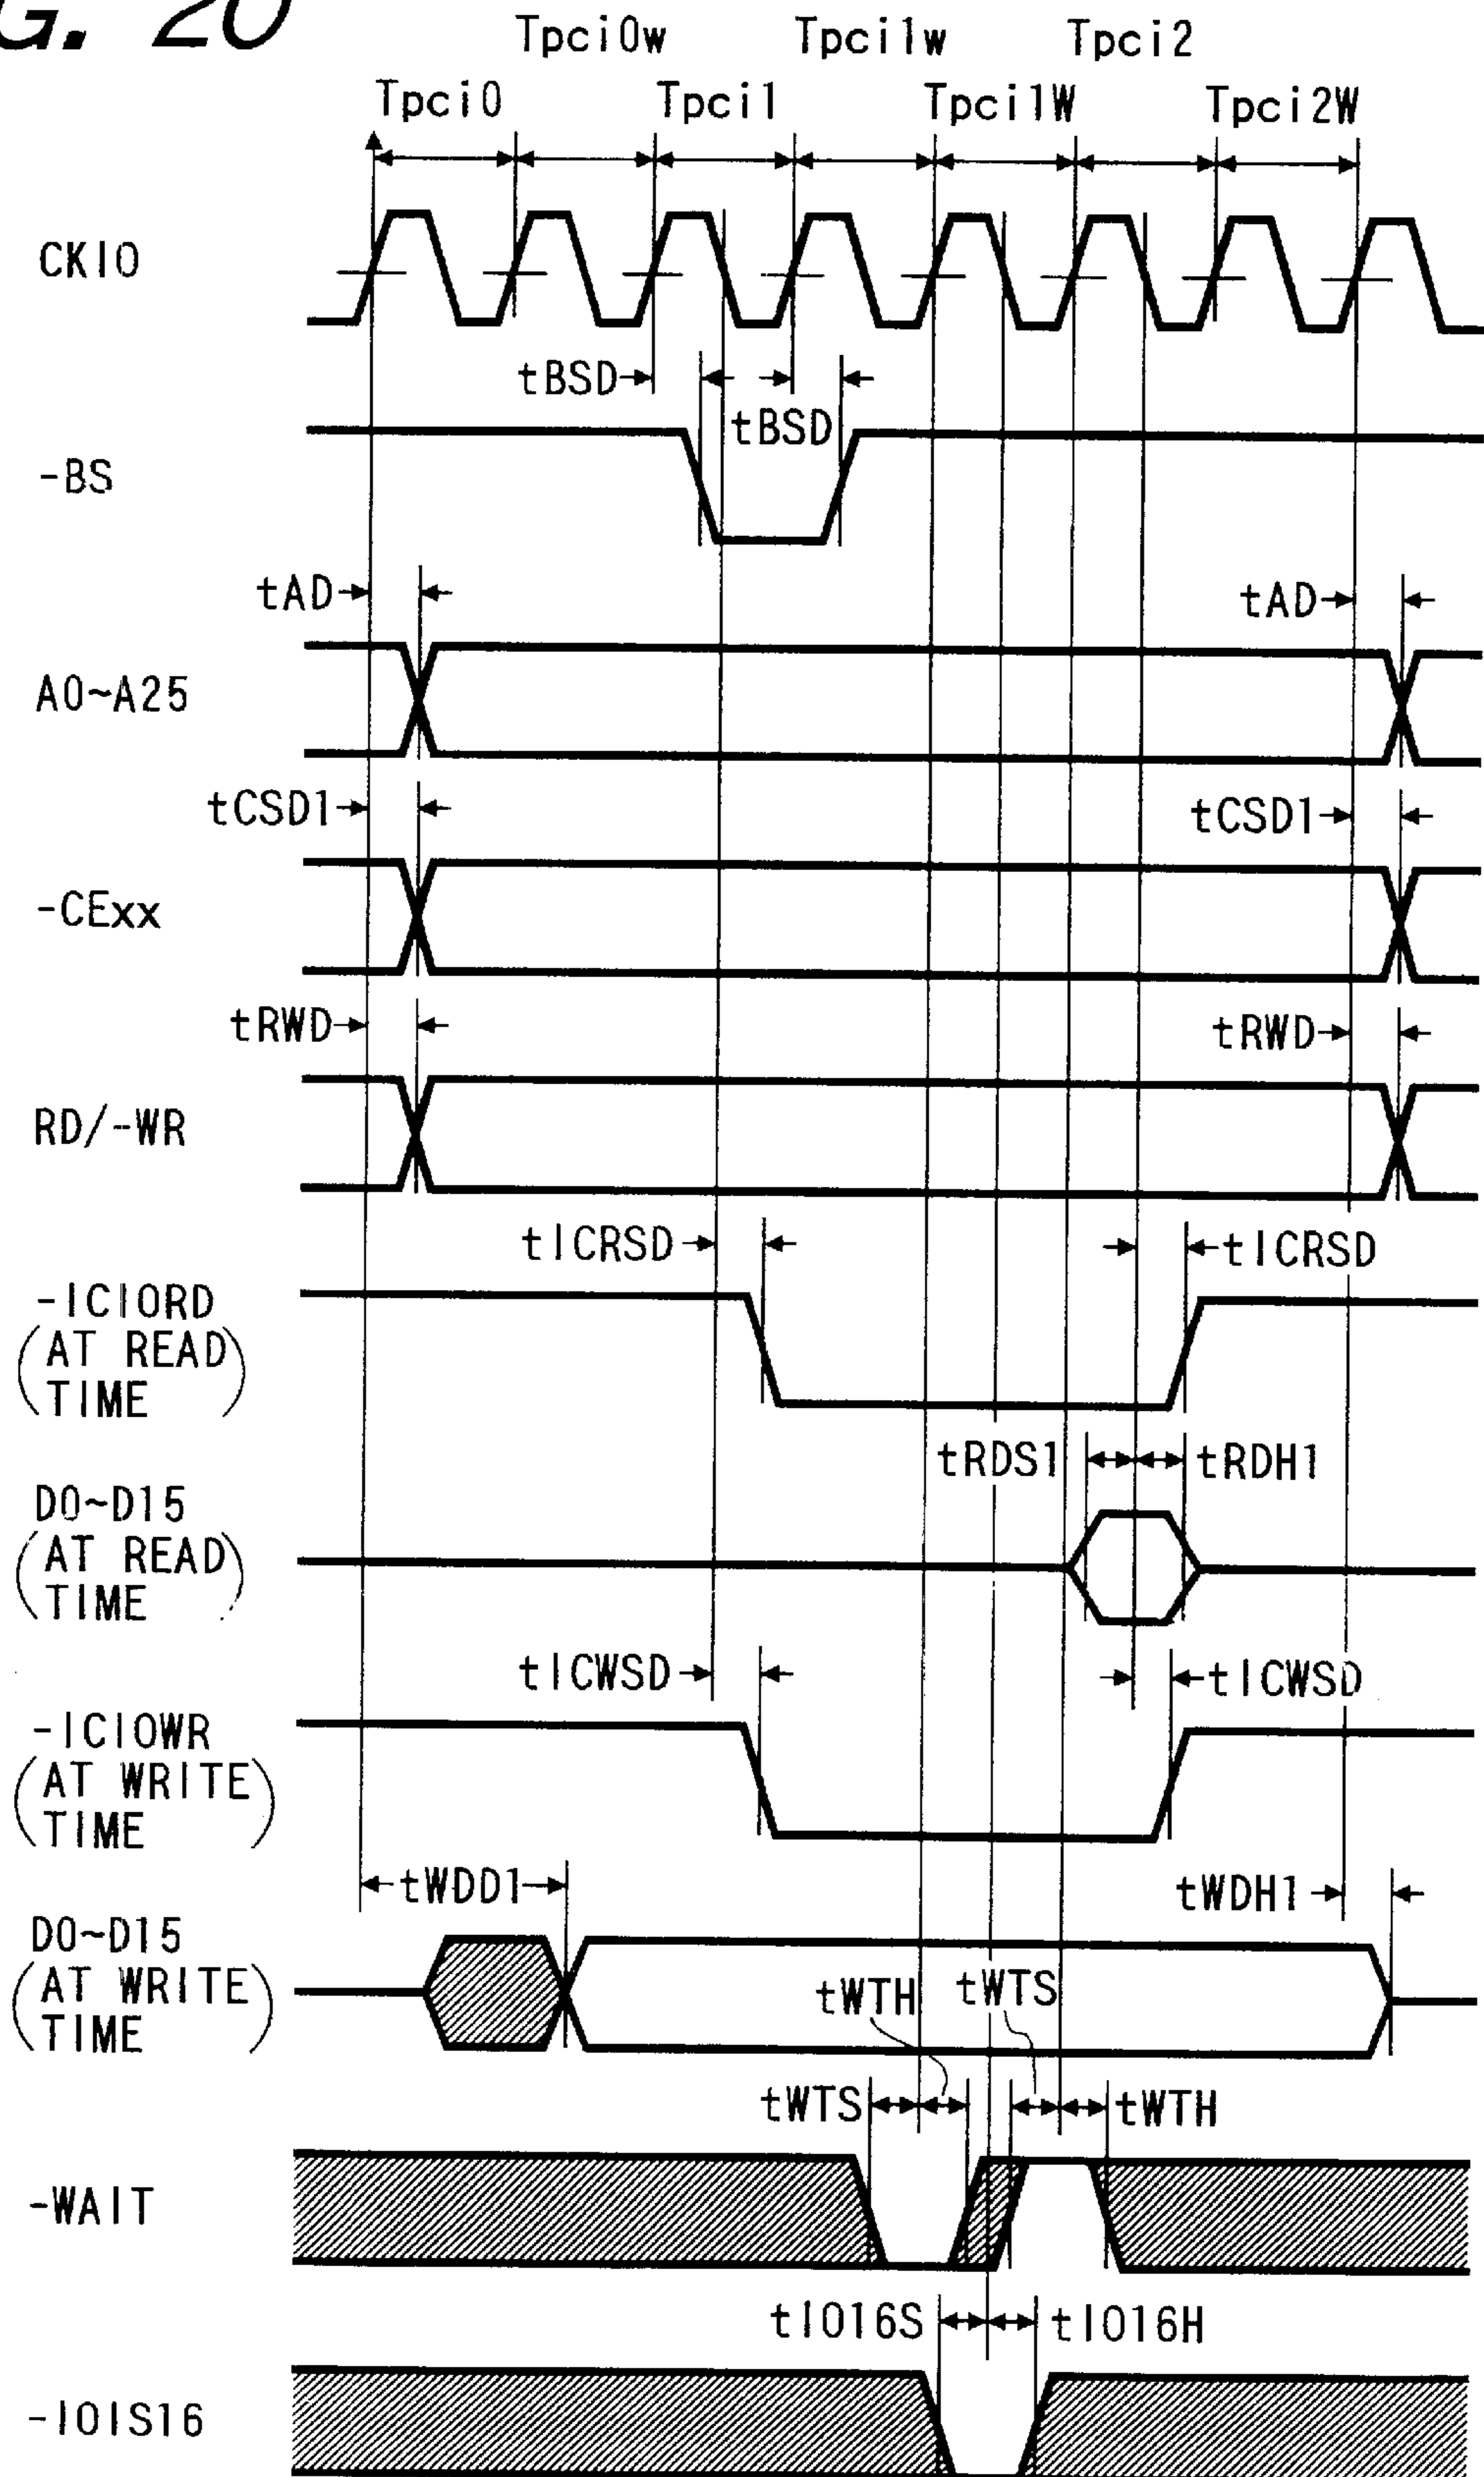 G. 20
Tpci0w Tpci1w Tpci2
Tpci0 Tpci1 Tpci1W Tpci2W
CKIO
tBSD
tBSD
-BS
tAD tAD
A0~A25
tCSD1 tCSD1
-CExx
tRWD tRWD
RD/-WR
tICRSD tICRSD
-ICIORD
(AT READ)
TIME
tRDS1 tRDH1
D0~D15
(AT READ)
TIME
tICWSD tICWSD
-ICIOWR
(AT WRITE)
TIME
tWDD1 tWDH1
D0~D15
(AT WRITE)
TIME
tWTH tWTS
tWTS tWTH
-WAIT
tIO16S tIO16H
-IOIS16